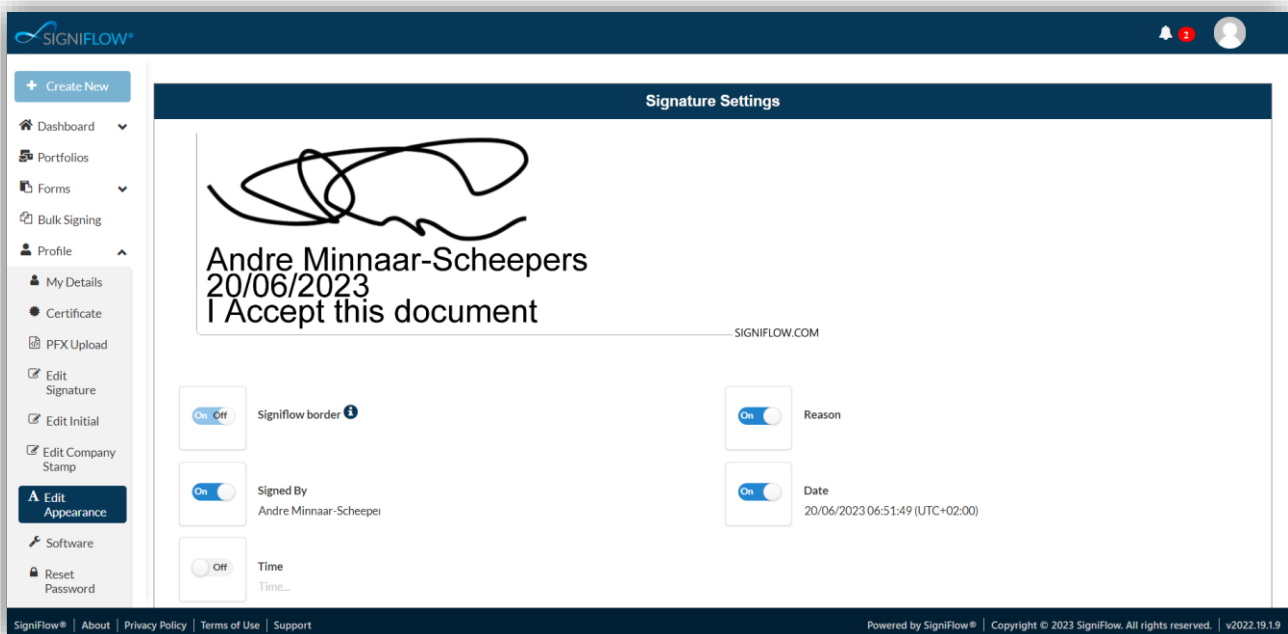 SIGNIFLOW®
2
+ Create New
Signature Settings
Dashboard
Portfolios
Forms
Bulk Signing
Profile
My Details
Certificate
PFX Upload
Edit
Signature
Edit Initial
Edit Company
Stamp
A Edit
Appearance
Software
Reset
Password
Andre Minnaar-Scheepers
20/06/2023
I Accept this document
SIGNIFLOW.COM
On Off Signiflow border
On Reason
On Signed By
Andre Minnaar-Scheeper
On Date
20/06/2023 06:51:49 (UTC+02:00)
Off Time
Time...
SigniFlow® | About | Privacy Policy | Terms of Use | Support
Powered by SigniFlow® | Copyright © 2023 SigniFlow. All rights reserved. | v2022.19.1.9